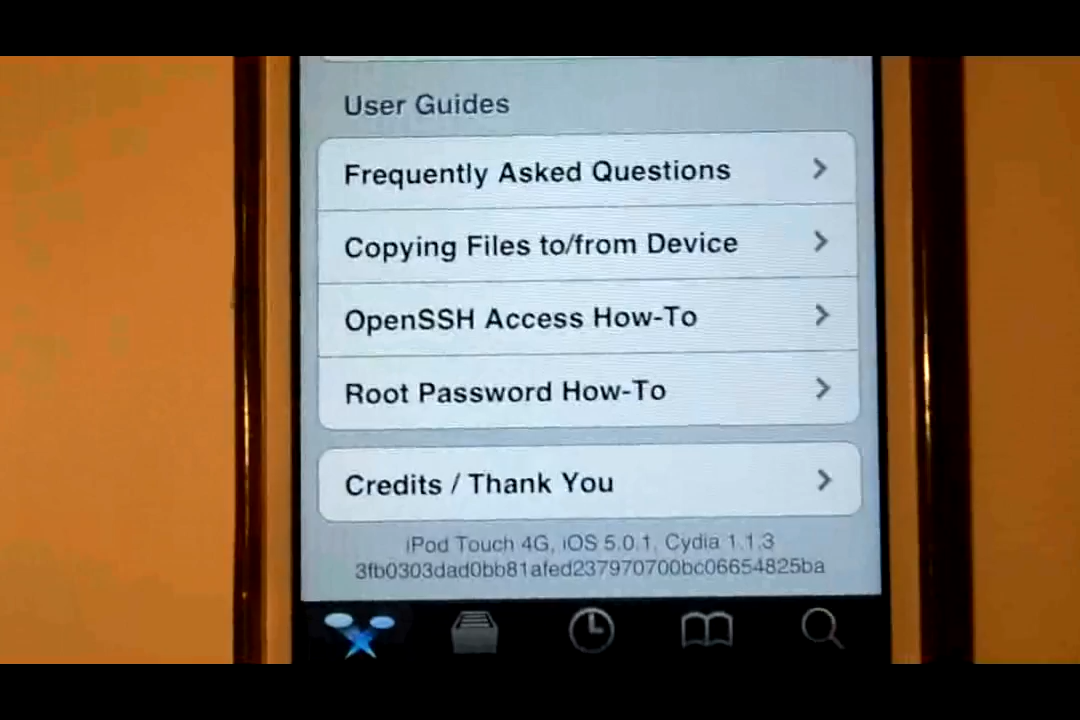 User Guides
Frequently Asked Questions
Copying Files to/from Device
OpenSSH Access How-To
Root Password How-To
Credits / Thank You
iPod Touch 4G, iOS 5.0.1, Cydia 1.1.3
3fb0303dad0bb81afed237970700bc06654825ba